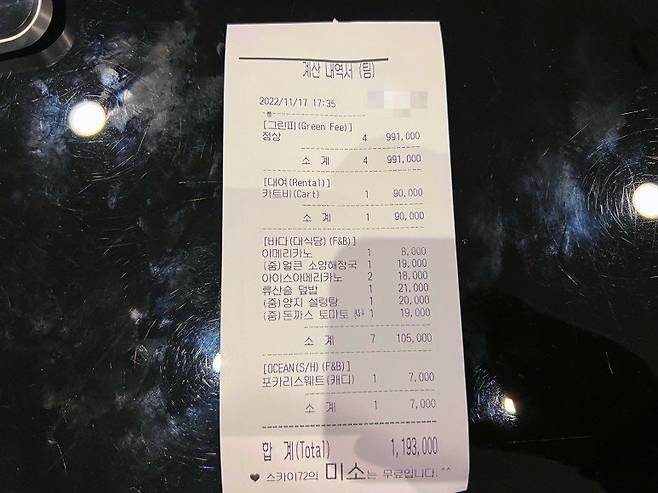 계산 내역서 (팀)
2022/11/17 17:35
[그린피(Green Fee)]
정상 4 991,000
소 계 4 991,000
[대여(Rental)]
카트비(Cart) 1 90,000
소 계 1 90,000
[바다(대식당)(F&B)]
아메리카노 1 8,000
(중)얼큰 소양해장국 1 19,000
아이스아메리카노 2 18,000
류산슬 덮밥 1 21,000
(중)양지 설렁탕 1 20,000
(중)돈까스 토마토 1 19,000
소 계 7 105,000
[OCEAN(S/H)(F&B)]
포카리스웨트(캐디) 1 7,000
소 계 1 7,000
합 계(Total) 1,193,000
♥ 스카이72의 미소는 무료입니다.^^